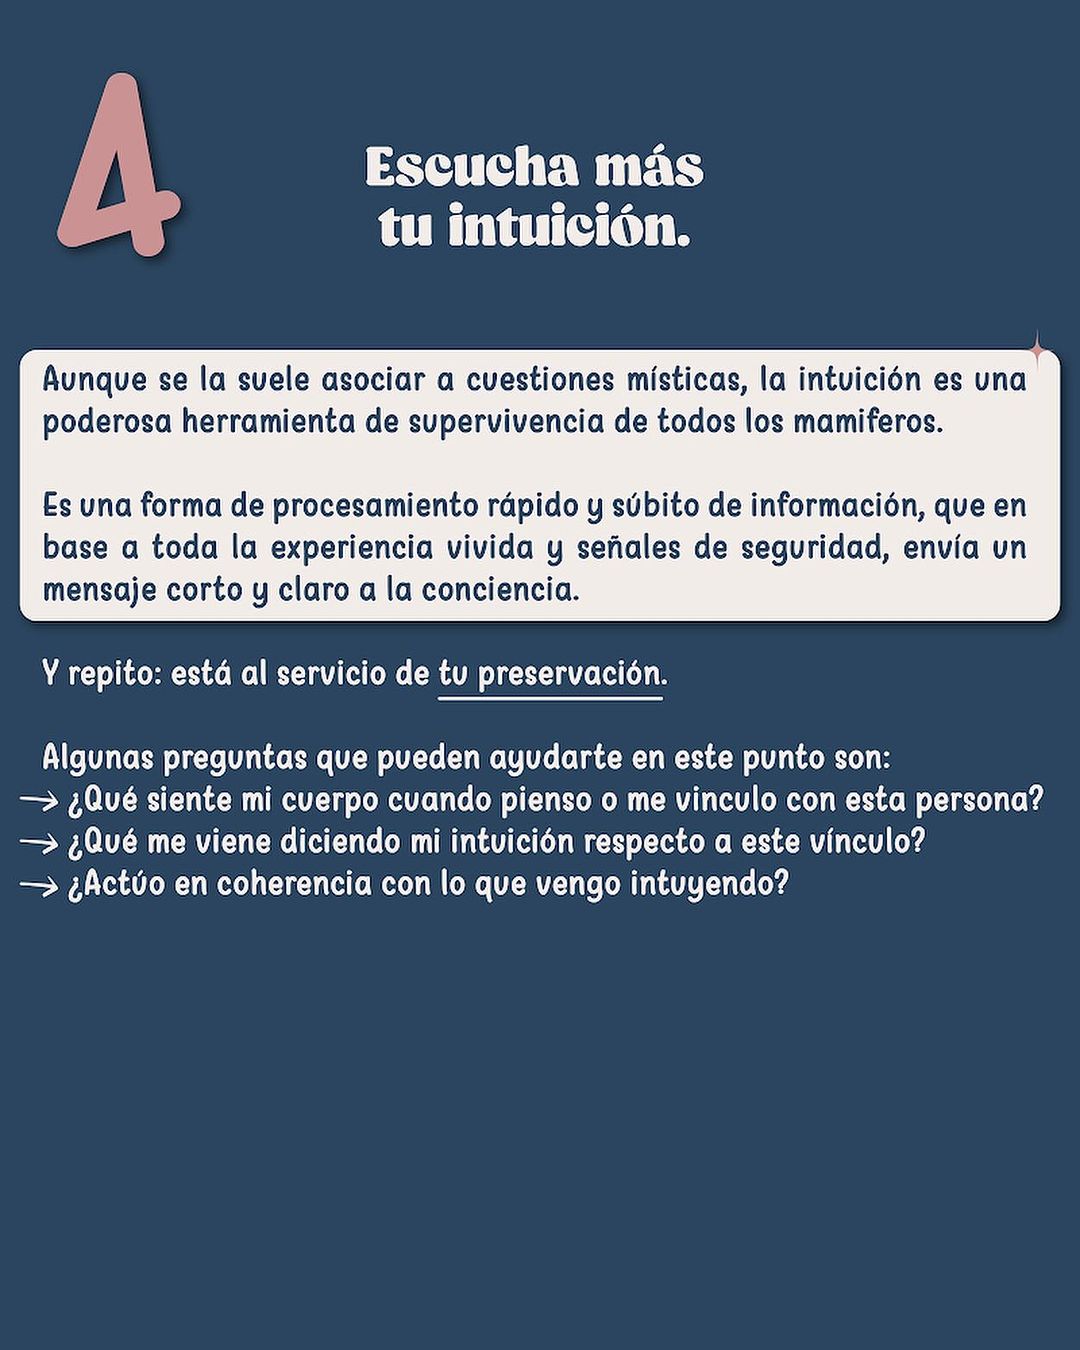 4
Escucha más
tu intuición.
Aunque se la suele asociar a cuestiones místicas, la intuición es una
poderosa herramienta de supervivencia de todos los mamiferos.
Es una forma de procesamiento rápido y súbito de información, que en
base a toda la experiencia vivida y señales de seguridad, envía un
mensaje corto y claro a la conciencia.
Y repito: está al servicio de tu preservación.
Algunas preguntas que pueden ayudarte en este punto son:
→ ¿Qué siente mi cuerpo cuando pienso o me vinculo con esta persona?
→ ¿Qué me viene diciendo mi intuición respecto a este vínculo?
→ ¿Actúo en coherencia con lo que vengo intuyendo?